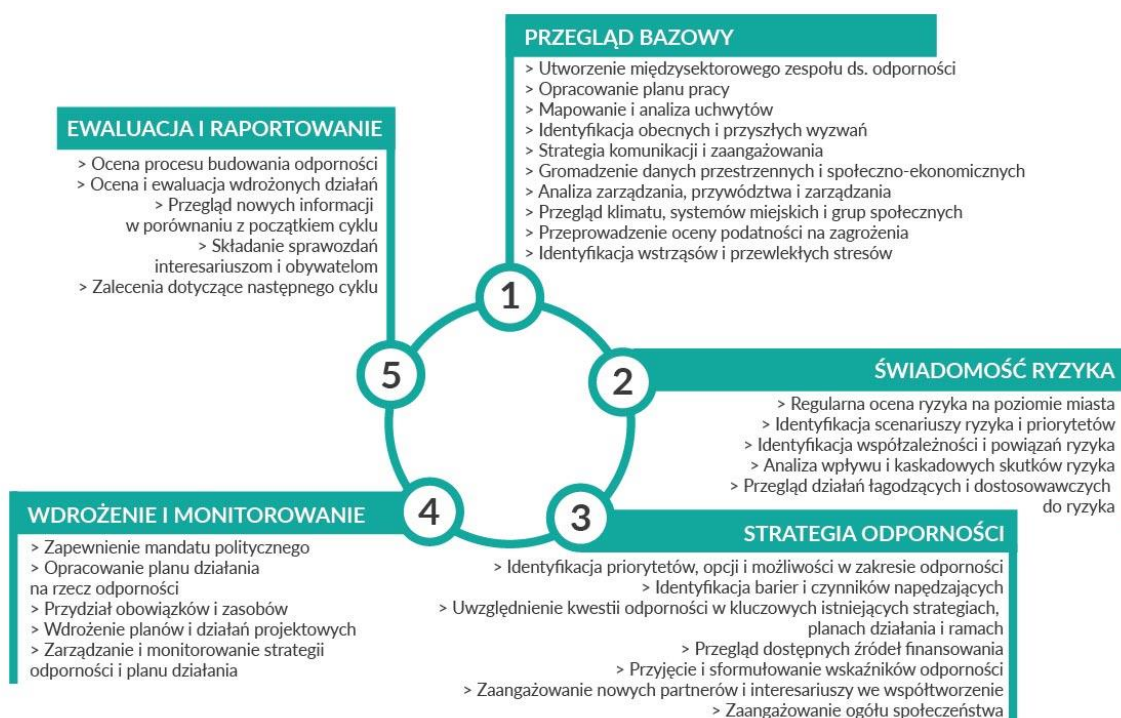 PRZEGLĄD BAZOWY
> Utworzenie międzysektorowego zespołu ds. odporności
> Opracowanie planu pracy
> Mapowanie i analiza uchwytów
> Identyfikacja obecnych i przyszłych wyzwań
> Strategia komunikacji i zaangażowania
> Gromadzenie danych przestrzennych i społeczno-ekonomicznych
> Analiza zarządzania, przywództwa i zarządzania
> Przegląd klimatu, systemów miejskich i grup społecznych
> Przeprowadzenie oceny podatności na zagrożenia
> Identyfikacja wstrząsów i przewlekłych stresów
1
2
ŚWIADOMOŚĆ RYZYKA
> Regularna ocena ryzyka na poziomie miasta
> Identyfikacja scenariuszy ryzyka i priorytetów
> Identyfikacja współzależności i powiązań ryzyka
> Analiza wpływu i kaskadowych skutków ryzyka
> Przegląd działań łagodzących i dostosowawczych
do ryzyka
3
STRATEGIA ODPORNOŚCI
> Identyfikacja priorytetów, opcji i możliwości w zakresie odporności
> Identyfikacja barier i czynników napędzających
> Uwzględnienie kwestii odporności w kluczowych istniejących strategiach,
planach działania i ramach
> Przegląd dostępnych źródeł finansowania
> Przyjęcie i sformułowanie wskaźników odporności
> Zaangażowanie nowych partnerów i interesariuszy we współtworzenie
> Zaangażowanie ogółu społeczeństwa
4
WDROŻENIE I MONITOROWANIE
> Zapewnienie mandatu politycznego
> Opracowanie planu działania
na rzecz odporności
> Przydział obowiązków i zasobów
> Wdrożenie planów i działań projektowych
> Zarządzanie i monitorowanie strategii
odporności i planu działania
5
EWALUACJA I RAPORTOWANIE
> Ocena procesu budowania odporności
> Ocena i ewaluacja wdrożonych działań
> Przegląd nowych informacji
w porównaniu z początkiem cyklu
> Składanie sprawozdań
interesariuszom i obywatelom
> Zalecenia dotyczące następnego cyklu